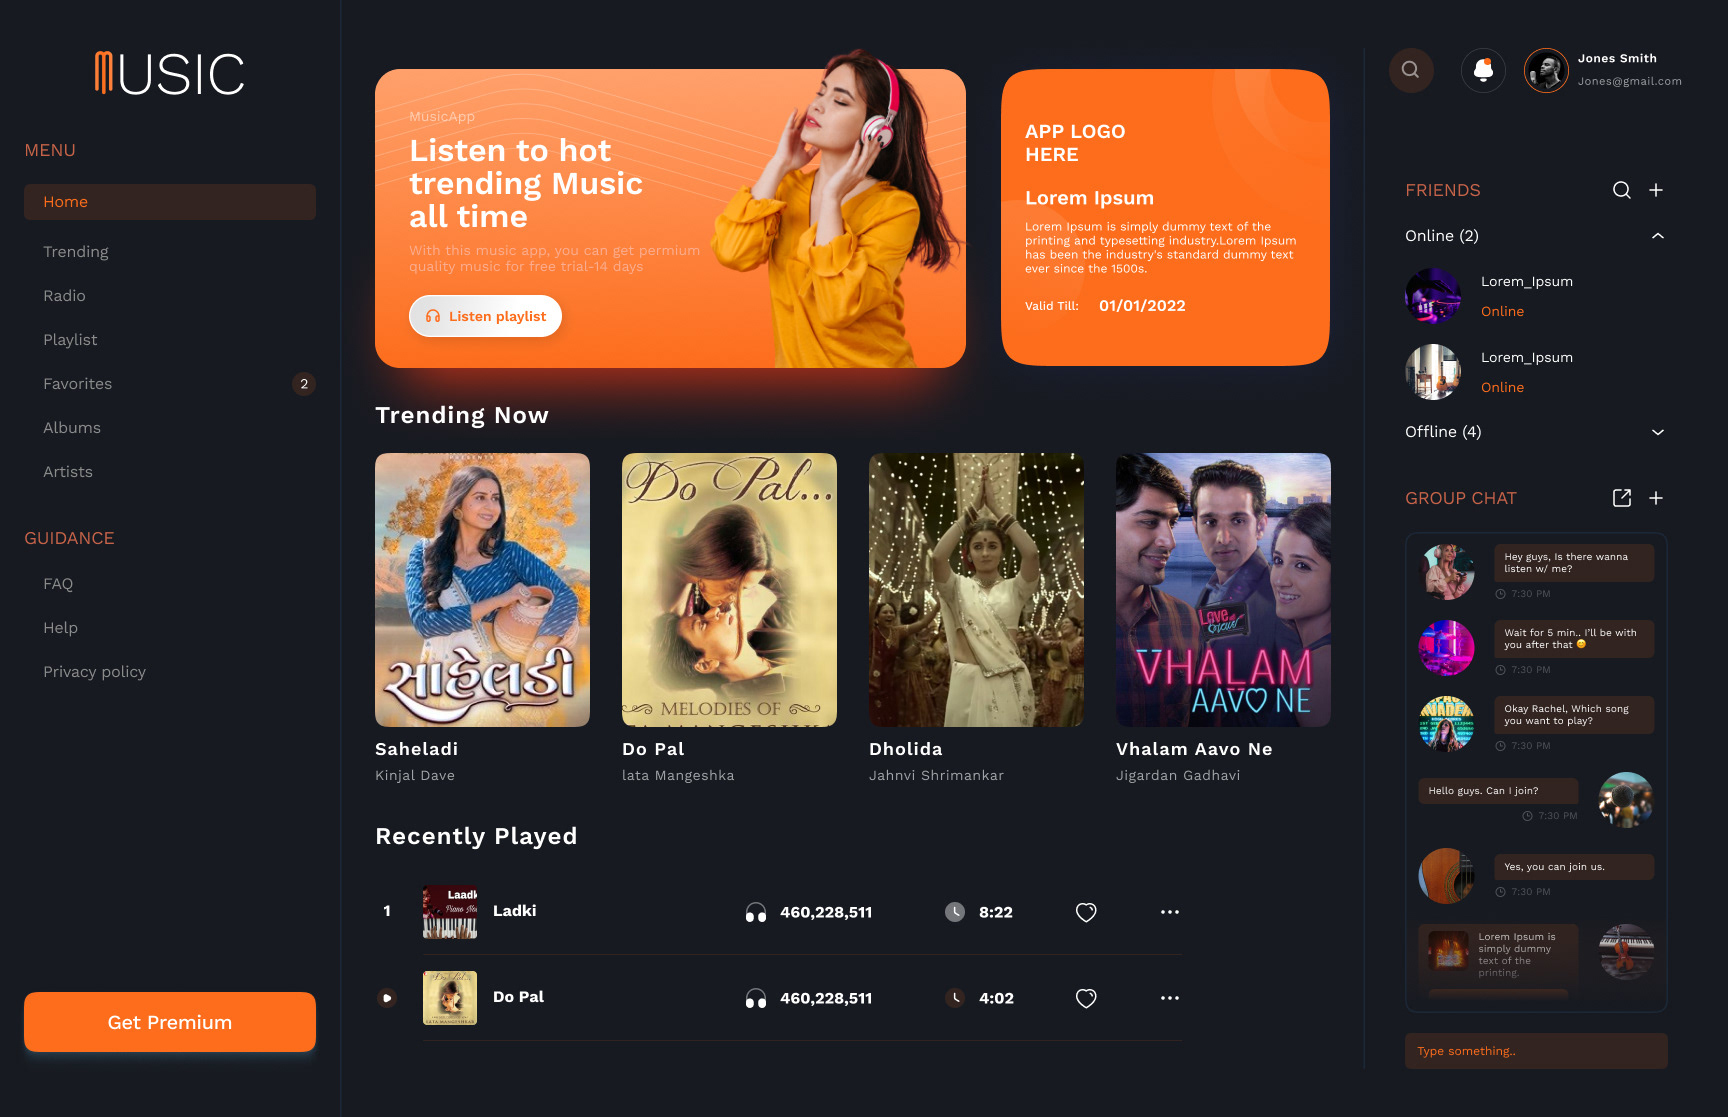 MUSIC
MENU
Home
Trending
Radio
Playlist
Favorites
2
Albums
Artists
GUIDANCE
FAQ
Help
Privacy policy
Get Premium
MusicApp
Listen to hot
trending Music
all time
With this music app, you can get permium
quality music for free trial-14 days
Listen playlist
APP LOGO
HERE
Lorem Ipsum
Lorem Ipsum is simply dummy text of the
printing and typesetting industry.Lorem Ipsum
has been the industry's standard dummy text
ever since the 1500s.
Valid Till: 01/01/2022
Trending Now
PRESENTS
સાહેલડી
Saheladi
Kinjal Dave
Do Pal...
MELODIES OF
Do Pal
lata Mangeshka
Dholida
Jahnvi Shrimankar
Love
VHALAM
AAVO NE
Vhalam Aavo Ne
Jigardan Gadhavi
Recently Played
1
Laadk
Piano No
Ladki
460,228,511
8:22
Do Pal...
LATA MANGESHKAR
Do Pal
460,228,511
4:02
Jones Smith
Jones@gmail.com
FRIENDS
Online (2)
Lorem_Ipsum
Online
Lorem_Ipsum
Online
Offline (4)
GROUP CHAT
Hey guys, Is there wanna
listen w/ me?
7:30 PM
Wait for 5 min.. I'll be with
you after that 😊
7:30 PM
Okay Rachel, Which song
you want to play?
7:30 PM
Hello guys. Can I join?
7:30 PM
Yes, you can join us.
7:30 PM
Lorem Ipsum is
simply dummy
text of the
printing.
Type something..